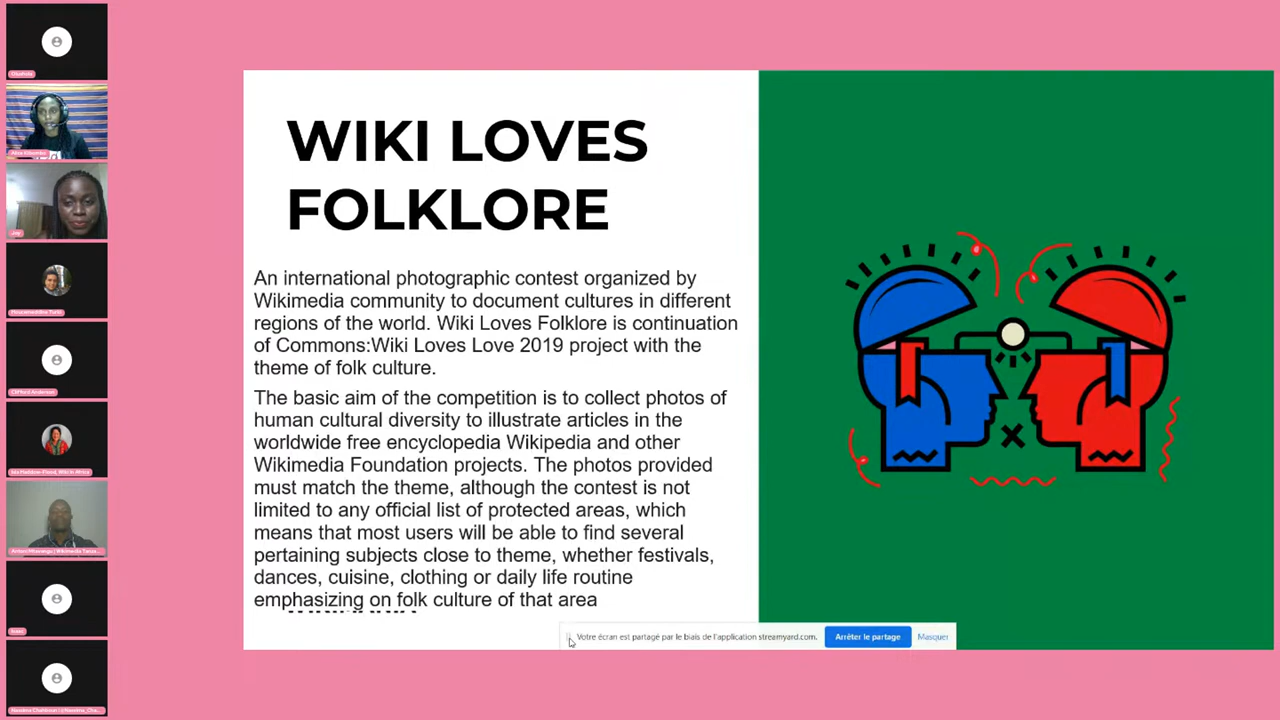 WIKI LOVES
FOLKLORE
An international photographic contest organized by
Wikimedia community to document cultures in different
regions of the world. Wiki Loves Folklore is continuation
of Commons:Wiki Loves Love 2019 project with the
theme of folk culture.
The basic aim of the competition is to collect photos of
human cultural diversity to illustrate articles in the
worldwide free encyclopedia Wikipedia and other
Wikimedia Foundation projects. The photos provided
must match the theme, although the contest is not
limited to any official list of protected areas, which
means that most users will be able to find several
pertaining subjects close to theme, whether festivals,
dances, cuisine, clothing or daily life routine
emphasizing on folk culture of that area
Votre écran est partagé par le biais de l'application streamyard.com.
Arrêter le partage
Masquer
Joy
Clifford Anderson